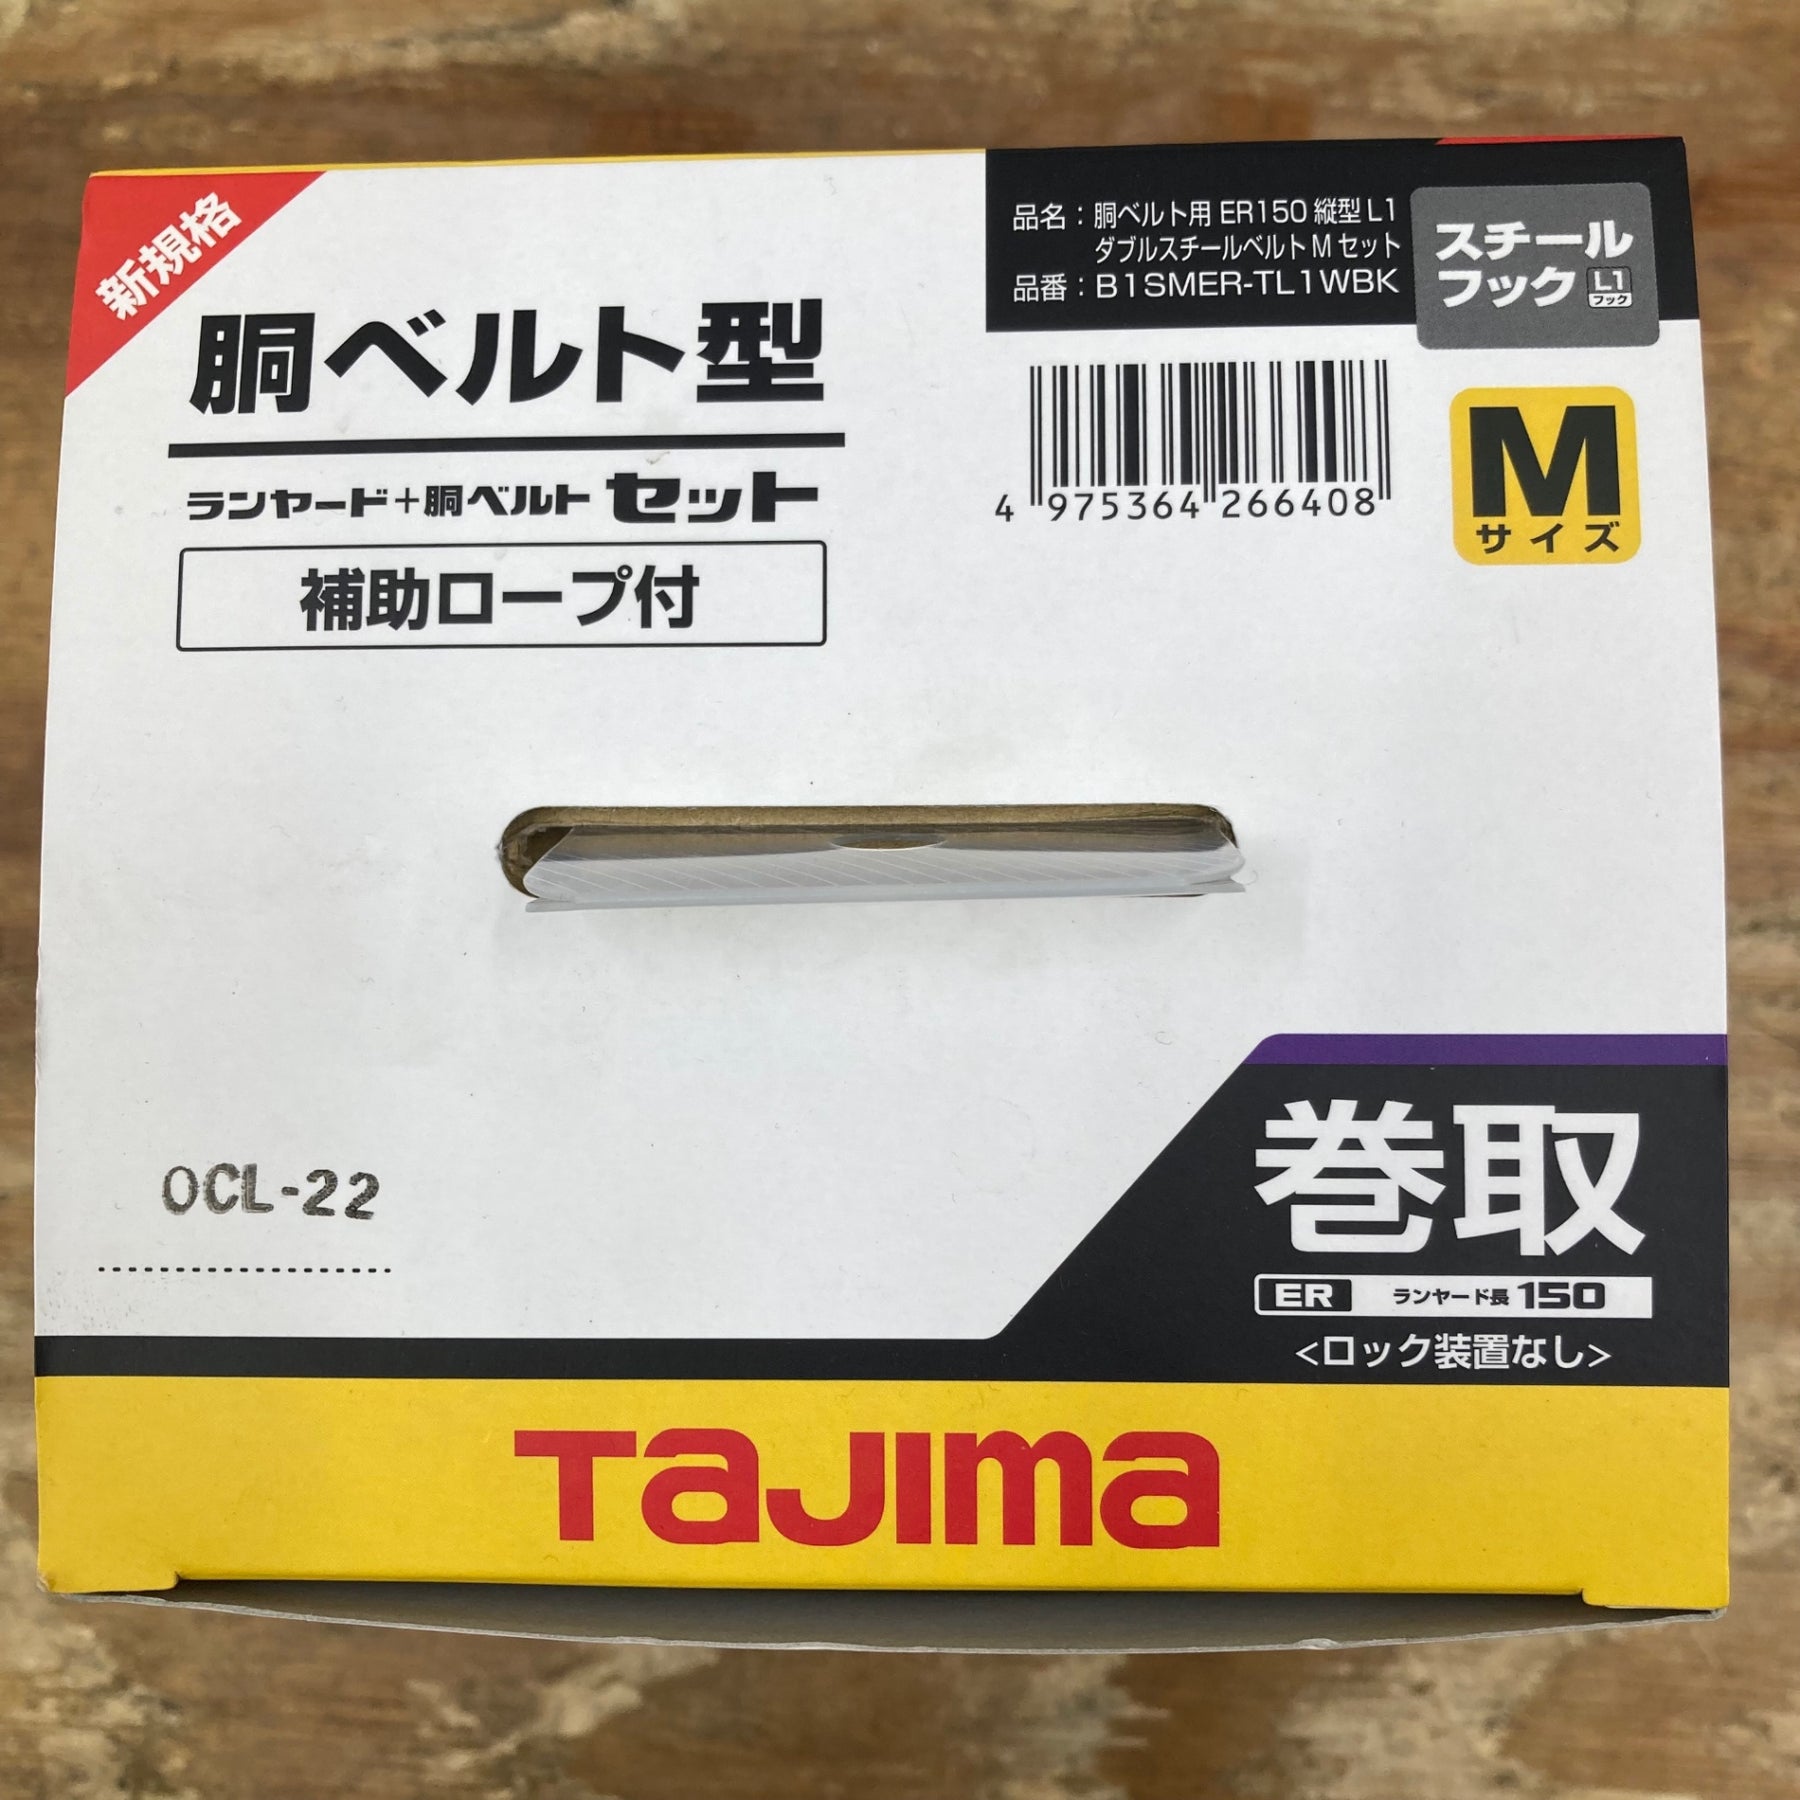 新規格
胴ベルト型
ランヤード+胴ベルト セット
補助ロープ付
品名：胴ベルト用 ER150 縦型 L1
ダブルスチールベルト M セット
品番：B1SMER-TL1WBK
スチール
フック L1
フック
4 975364 266408
M
サイズ
OCL-22
巻取
ER ランヤード長 150
<ロック装置なし>
TaJIma